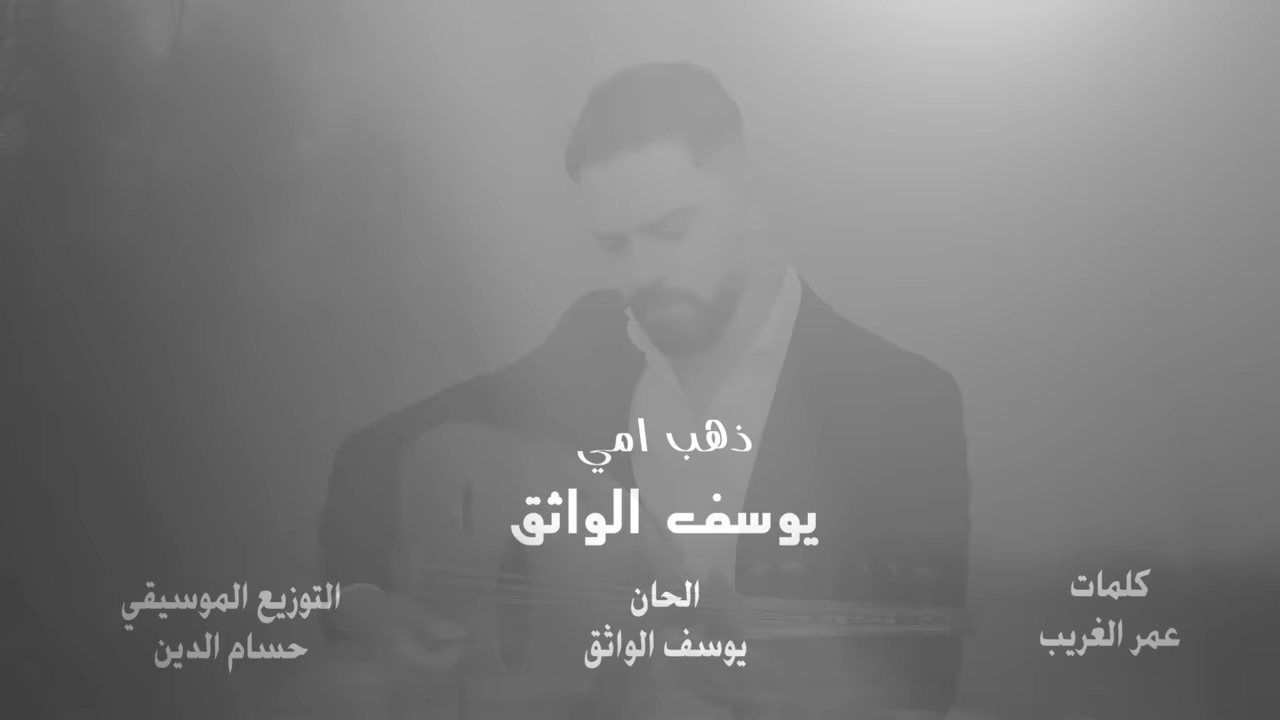 ذهب امي
يوسف الواثق
كلمات
عمر الغريب
الحان
يوسف الواثق
التوزيع الموسيقي
حسام الدين